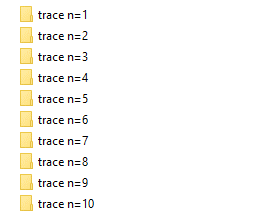 trace n=1
trace n=2
trace n=3
trace n=4
trace n=5
trace n=6
trace n=7
trace n=8
trace n=9
trace n=10